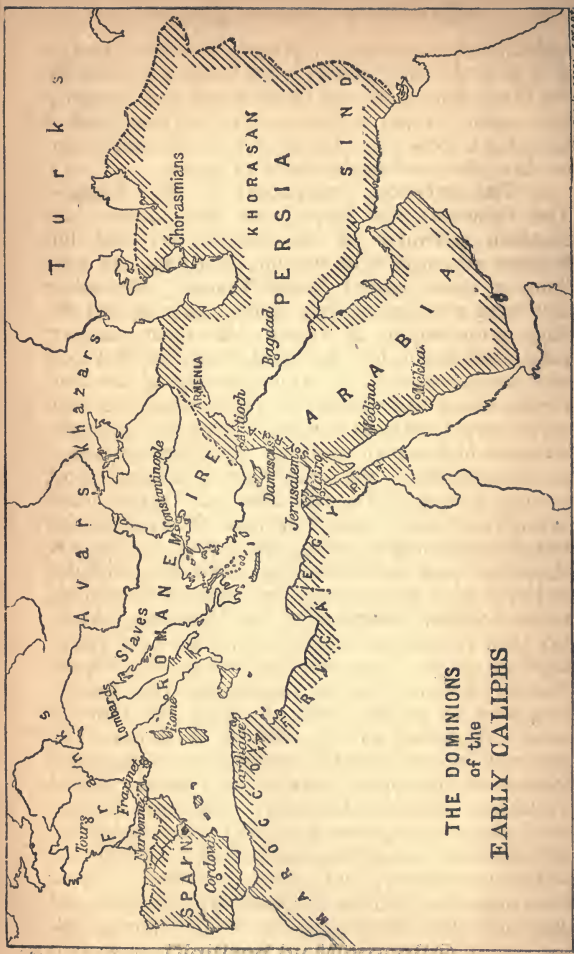 THE DOMINIONS
of the
EARLY CALIPHS
Turks
Khazars
Avars
Slaves
Lombards
Franks
Tours
Fraxinet
Narbonne
SPAIN
Cordova
Rome
ROMAN EMPIRE
Constantinople
ARMENIA
Antioch
Damascus
Jerusalem
Bagdad
Chorasmians
KHORASAN
PERSIA
SIND
ARABIA
Medina
Mekka
EGYPT
AFRICA
Carthage
MAROCCO